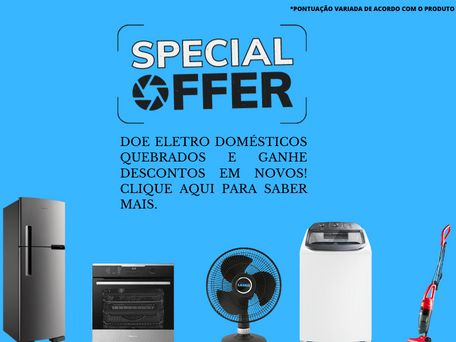 *PONTUAÇÃO VARIADA DE ACORDO COM O PRODUTO
SPECIAL
OFFER
DOE ELETRO DOMÉSTICOS
QUEBRADOS E GANHE
DESCONTOS EM NOVOS!
CLIQUE AQUI PARA SABER
MAIS.